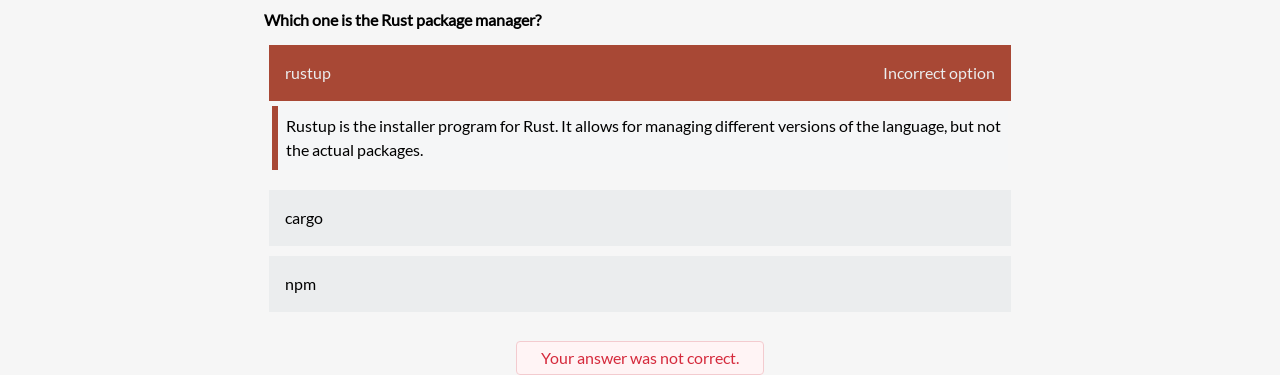 Which one is the Rust package manager?
rustup Incorrect option
Rustup is the installer program for Rust. It allows for managing different versions of the language, but not
the actual packages.
cargo
npm
Your answer was not correct.